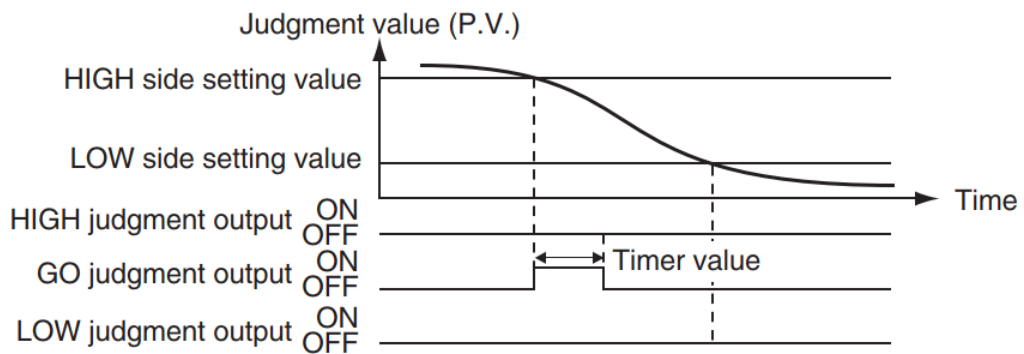 Judgment value (P.V.)
HIGH side setting value
LOW side setting value
Time
HIGH judgment output ON
OFF
GO judgment output ON
OFF
Timer value
LOW judgment output ON
OFF